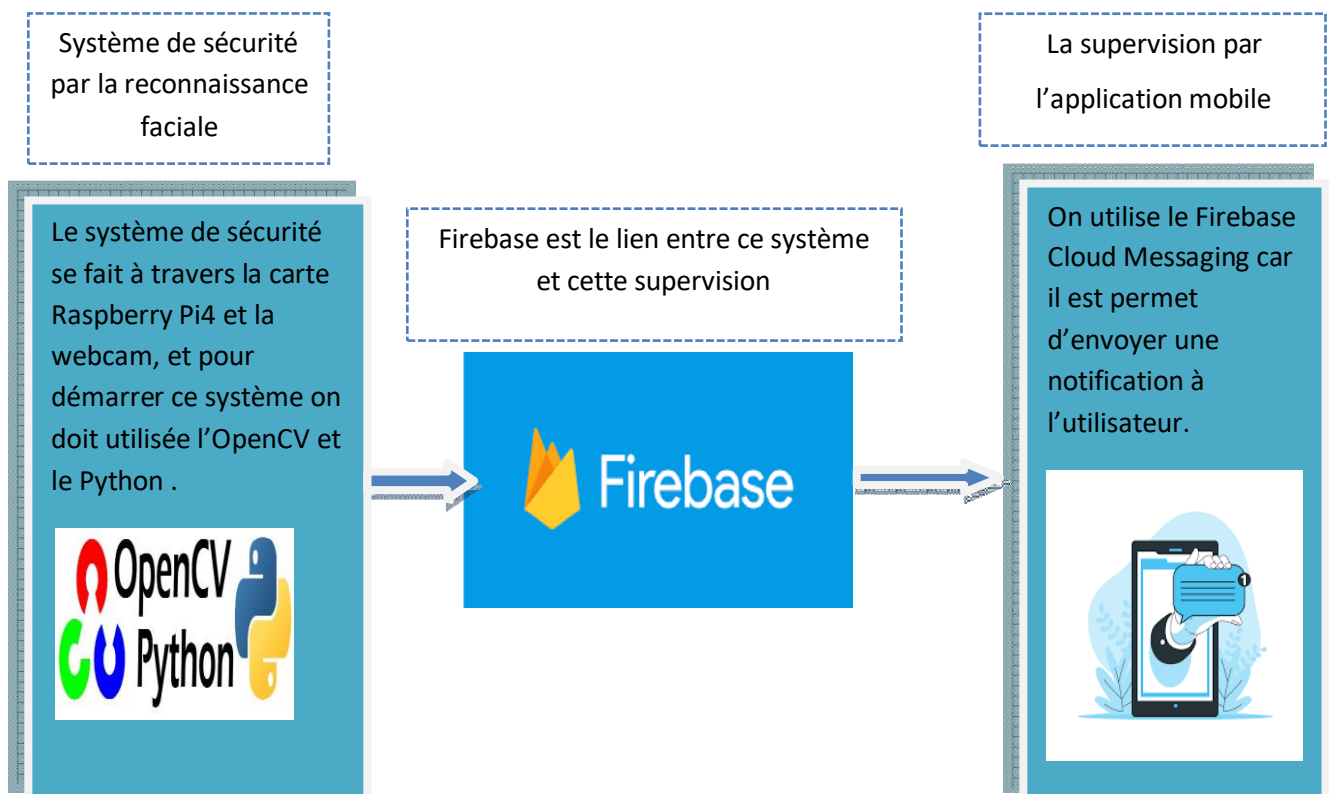 Système de sécurité
par la reconnaissance
faciale
Le système de sécurité
se fait à travers la carte
Raspberry Pi4 et la
webcam, et pour
démarrer ce système on
doit utilisée l’OpenCV et
le Python .
OpenCV
Python
Firebase est le lien entre ce système
et cette supervision
Firebase
La supervision par
l’application mobile
On utilise le Firebase
Cloud Messaging car
il est permet
d’envoyer une
notification à
l’utilisateur.
1